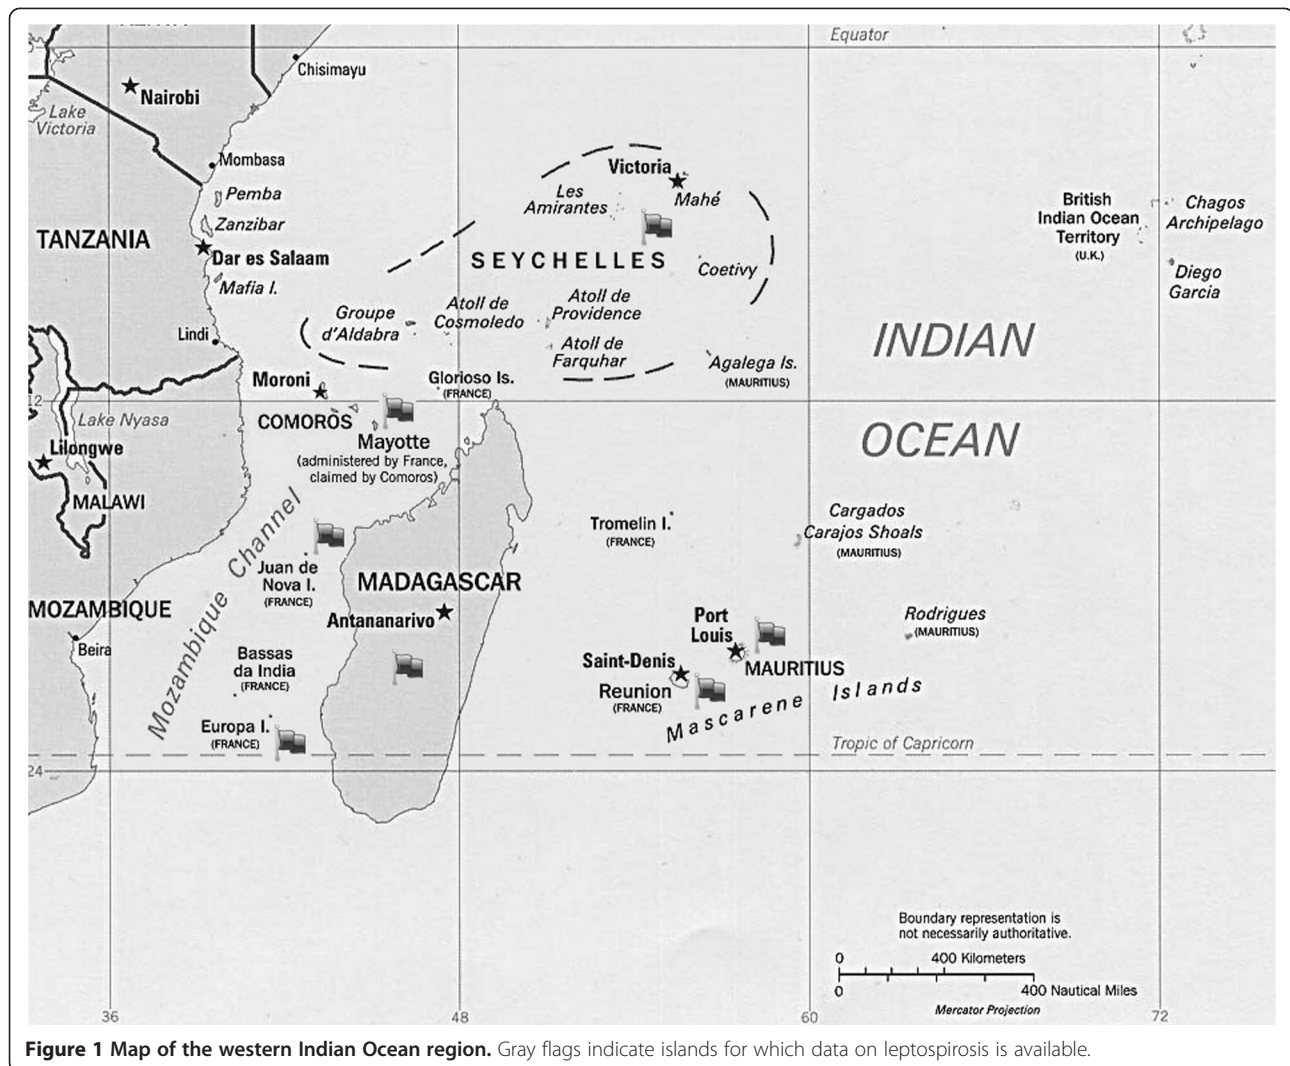 Equator
Chisimayu
Nairobi
Lake
Victoria
Mombasa
Pemba
Zanzibar
TANZANIA
Dar es Salaam
Mafia I.
Lindi
Victoria
Mahé
Les
Amirantes
SEYCHELLES
Coetivy
British
Indian Ocean
Territory
(U.K.)
Chagos
Archipelago
Diego
Garcia
Groupe
d'Aldabra
Atoll de
Cosmoledo
Atoll de
Providence
Atoll de
Farquhar
Agalega Is.
(MAURITIUS)
INDIAN
OCEAN
Moroni
COMOROS
Glorioso Is.
(FRANCE)
12
Lake Nyasa
Lilongwe
MALAWI
Mayotte
(administered by France,
claimed by Comoros)
Mozambique Channel
Juan de
Nova I.
(FRANCE)
MADAGASCAR
Antananarivo
Tromelin I.
(FRANCE)
Cargados
Carajos Shoals
(MAURITIUS)
MOZAMBIQUE
Beira
Bassas
da India
(FRANCE)
Europa I.
(FRANCE)
Port
Louis
MAURITIUS
Saint-Denis
Reunion
(FRANCE)
Rodrigues
(MAURITIUS)
Mascarene Islands
Tropic of Capricorn
24
Boundary representation is
not necessarily authoritative.
0 400 Kilometers
0 400 Nautical Miles
Mercator Projection
36 48 60 72
Figure 1 Map of the western Indian Ocean region. Gray flags indicate islands for which data on leptospirosis is available.